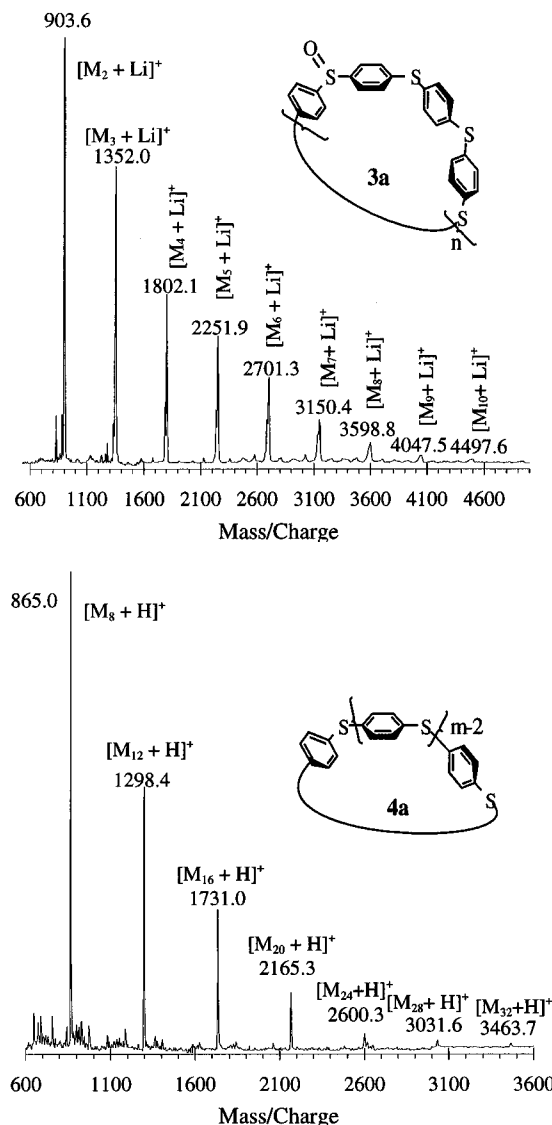 903.6
[M₂ + Li]⁺
[M₃ + Li]⁺
1352.0
[M₄ + Li]⁺
1802.1
[M₅ + Li]⁺
2251.9
[M₆ + Li]⁺
2701.3
[M₇+ Li]⁺
3150.4
[M₈+ Li]⁺
3598.8
[M₉+ Li]⁺
4047.5
[M₁₀+ Li]⁺
4497.6
O
S
S
S
S
n
3a
600 1100 1600 2100 2600 3100 3600 4100 4600
Mass/Charge
865.0
[M₈ + H]⁺
[M₁₂ + H]⁺
1298.4
[M₁₆ + H]⁺
1731.0
[M₂₀ + H]⁺
2165.3
[M₂₄+H]⁺
2600.3
[M₂₈+ H]⁺
3031.6
[M₃₂+H]⁺
3463.7
S
S
m-2
S
4a
600 1100 1600 2100 2600 3100 3600
Mass/Charge